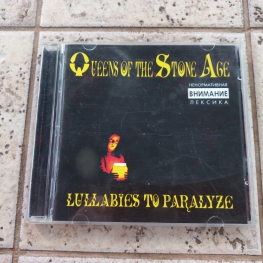 QUEENS OF THE STONE AGE
НЕНОРМАТИВНАЯ
ВНИМАНИЕ
ЛЕКСИКА
LULLABIES TO PARALYZE